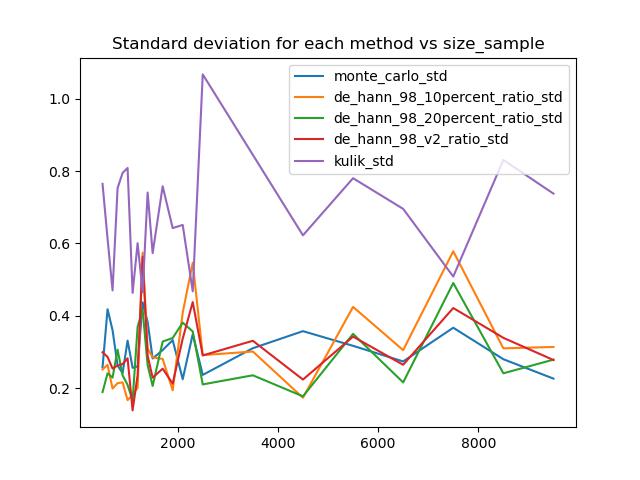 Standard deviation for each method vs size_sample
monte_carlo_std
de_hann_98_10percent_ratio_std
de_hann_98_20percent_ratio_std
de_hann_98_v2_ratio_std
kulik_std
1.0
0.8
0.6
0.4
0.2
2000 4000 6000 8000